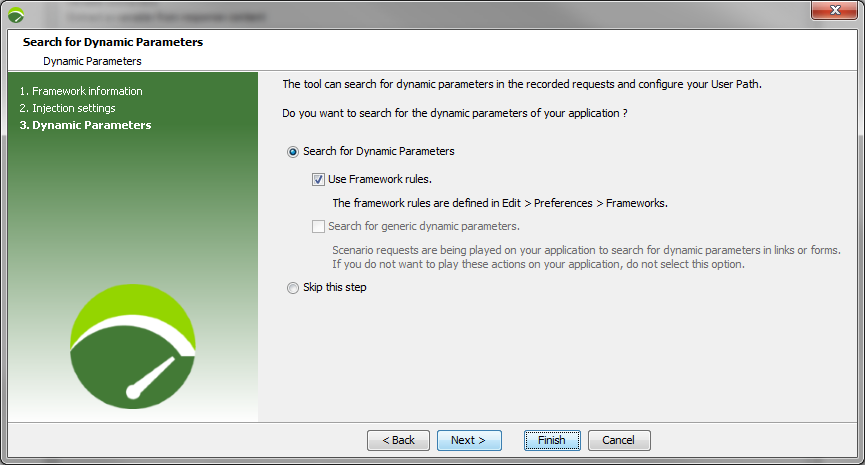 Search for Dynamic Parameters
Dynamic Parameters
1. Framework information
2. Injection settings
3. Dynamic Parameters
The tool can search for dynamic parameters in the recorded requests and configure your User Path.
Do you want to search for the dynamic parameters of your application ?
Search for Dynamic Parameters
Use Framework rules.
The framework rules are defined in Edit > Preferences > Frameworks.
Search for generic dynamic parameters.
Scenario requests are being played on your application to search for dynamic parameters in links or forms.
If you do not want to play these actions on your application, do not select this option.
Skip this step
< Back Next > Finish Cancel